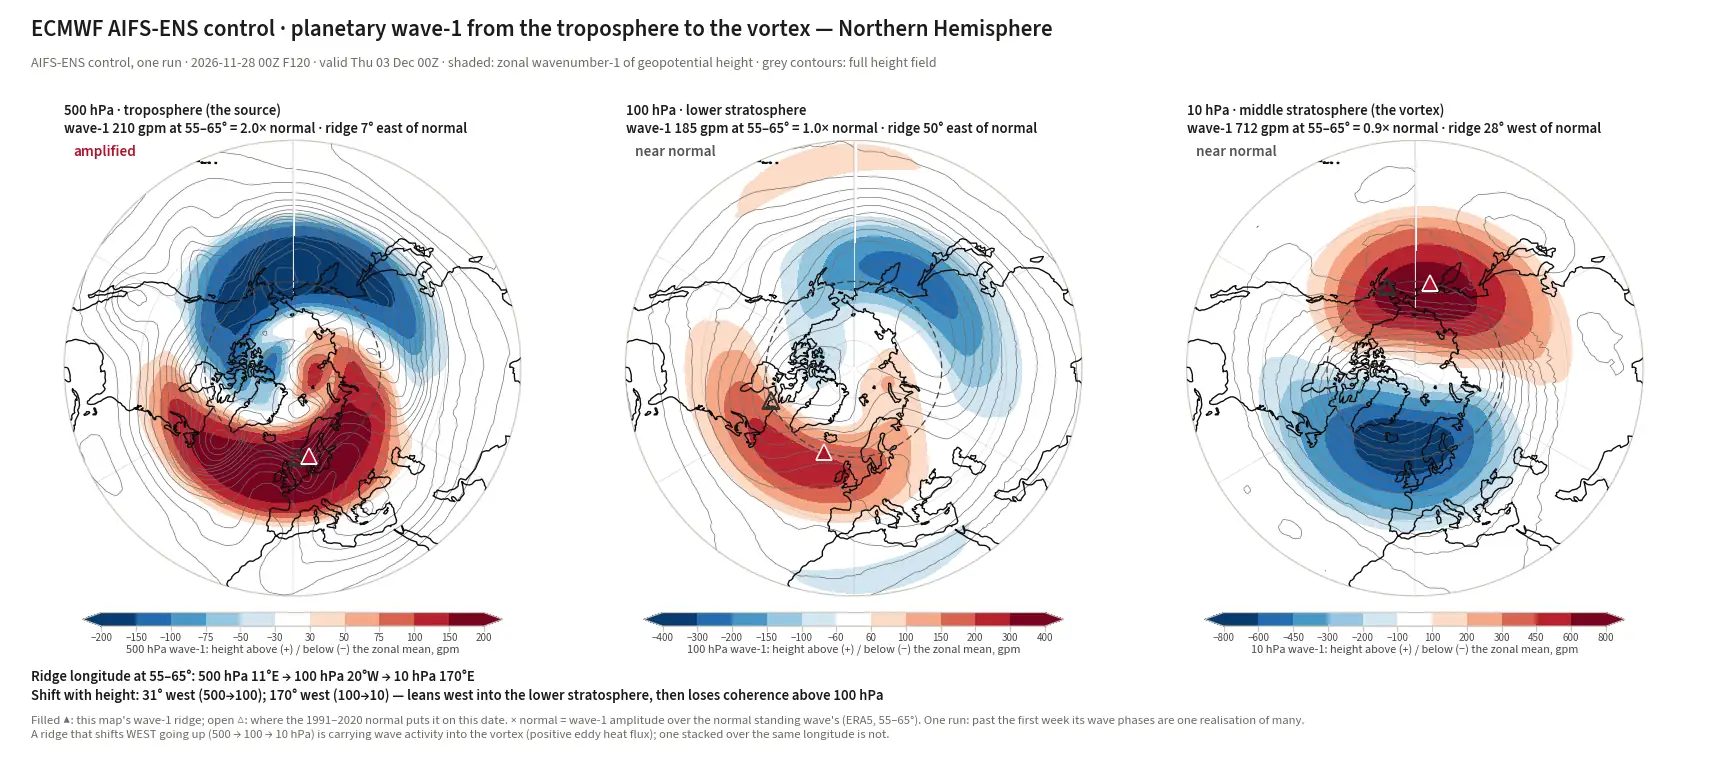 ECMWF AIFS-ENS control · planetary wave-1 from the troposphere to the vortex — Northern Hemisphere
AIFS-ENS control, one run · 2026-11-28 00Z F120 · valid Thu 03 Dec 00Z · shaded: zonal wavenumber-1 of geopotential height · grey contours: full height field
500 hPa · troposphere (the source)
wave-1 210 gpm at 55–65° = 2.0× normal · ridge 7° east of normal
amplified
100 hPa · lower stratosphere
wave-1 185 gpm at 55–65° = 1.0× normal · ridge 50° east of normal
near normal
10 hPa · middle stratosphere (the vortex)
wave-1 712 gpm at 55–65° = 0.9× normal · ridge 28° west of normal
near normal
−200 −150 −100 −75 −50 −30 30 50 75 100 150 200
500 hPa wave-1: height above (+) / below (−) the zonal mean, gpm
−400 −300 −200 −150 −100 −60 60 100 150 200 300 400
100 hPa wave-1: height above (+) / below (−) the zonal mean, gpm
−800 −600 −450 −300 −200 −100 100 200 300 450 600 800
10 hPa wave-1: height above (+) / below (−) the zonal mean, gpm
Ridge longitude at 55–65°: 500 hPa 11°E → 100 hPa 20°W → 10 hPa 170°E
Shift with height: 31° west (500→100); 170° west (100→10) — leans west into the lower stratosphere, then loses coherence above 100 hPa
Filled ▲: this map's wave-1 ridge; open △: where the 1991–2020 normal puts it on this date. × normal = wave-1 amplitude over the normal standing wave's (ERA5, 55–65°). One run: past the first week its wave phases are one realisation of many.
A ridge that shifts WEST going up (500 → 100 → 10 hPa) is carrying wave activity into the vortex (positive eddy heat flux); one stacked over the same longitude is not.